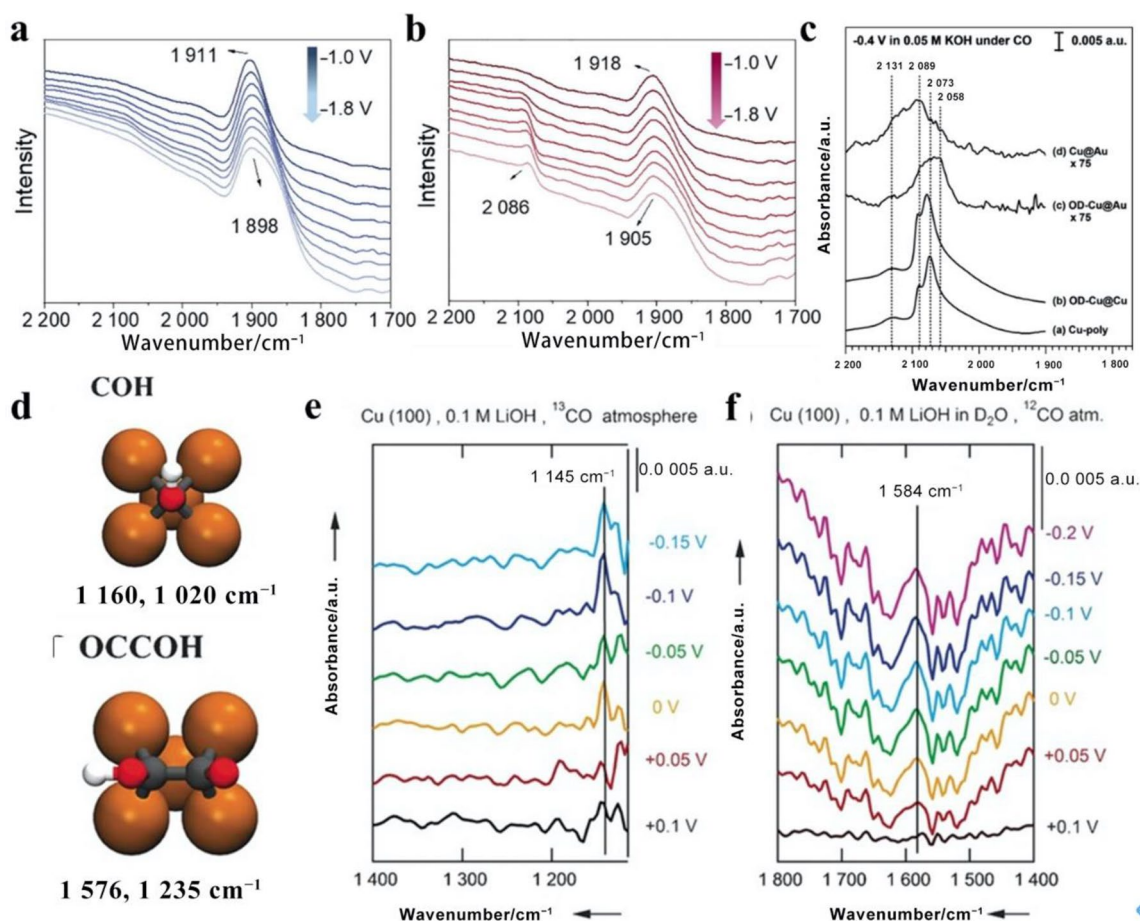 a
1 911
−1.0 V
−1.8 V
1 898
Intensity
2 200 2 100 2 000 1 900 1 800 1 700
Wavenumber/cm⁻¹
b
1 918
−1.0 V
−1.8 V
2 086
1 905
Intensity
2 200 2 100 2 000 1 900 1 800 1 700
Wavenumber/cm⁻¹
c
-0.4 V in 0.05 M KOH under CO
0.005 a.u.
2 131 2 089
2 073
2 058
(d) Cu@Au
x 75
(c) OD-Cu@Au
x 75
(b) OD-Cu@Cu
(a) Cu-poly
Absorbance/a.u.
2 200 2 100 2 000 1 900 1 800
Wavenumber/cm⁻¹
d
COH
1 160, 1 020 cm⁻¹
OCCOH
1 576, 1 235 cm⁻¹
e
Cu (100) , 0.1 M LiOH , ¹³CO atmosphere
1 145 cm⁻¹
0.0 005 a.u.
-0.15 V
-0.1 V
-0.05 V
0 V
+0.05 V
+0.1 V
Absorbance/a.u.
1 400 1 300 1 200
Wavenumber/cm⁻¹
f
) Cu (100) , 0.1 M LiOH in D₂O , ¹²CO atm.
1 584 cm⁻¹
0.0 005 a.u.
-0.2 V
-0.15 V
-0.1 V
-0.05 V
0 V
+0.05 V
+0.1 V
Absorbance/a.u.
1 800 1 700 1 600 1 500 1 400
Wavenumber/cm⁻¹